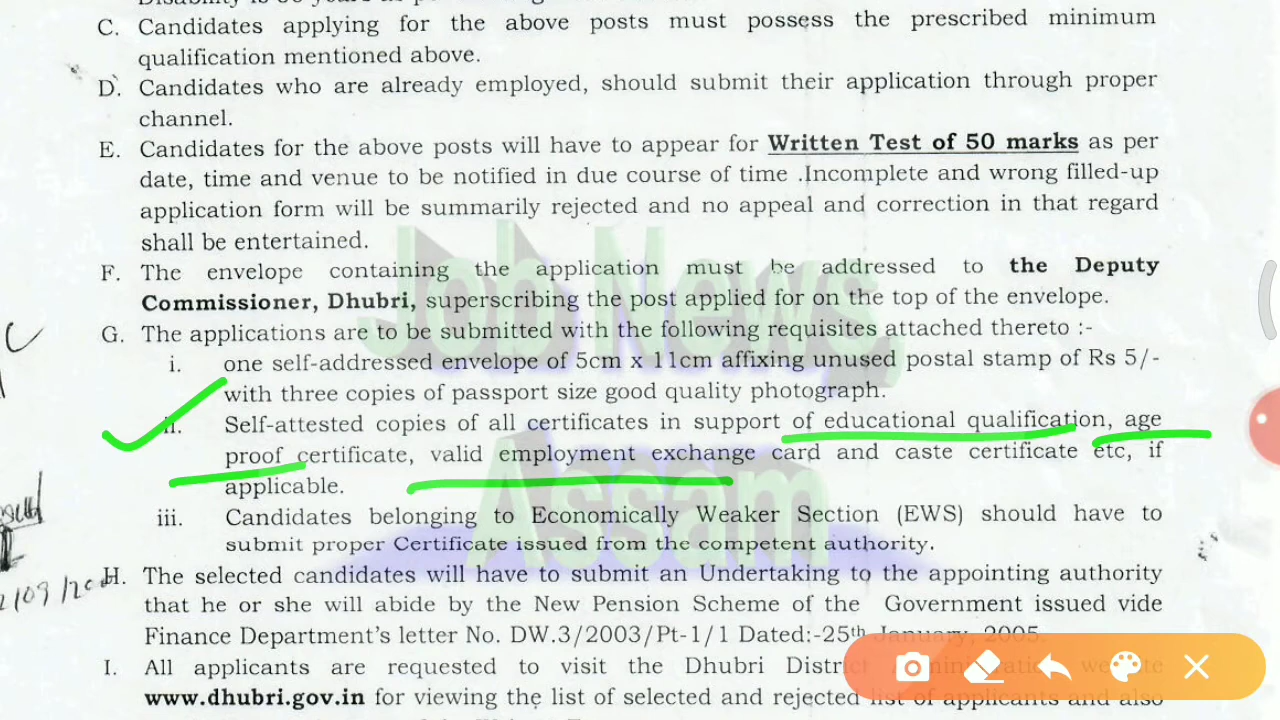 C. Candidates applying for the above posts must possess the prescribed minimum
qualification mentioned above.
D. Candidates who are already employed, should submit their application through proper
channel.
E. Candidates for the above posts will have to appear for Written Test of 50 marks as per
date, time and venue to be notified in due course of time .Incomplete and wrong filled-up
application form will be summarily rejected and no appeal and correction in that regard
shall be entertained.
F. The envelope containing the application must be addressed to the Deputy
Commissioner, Dhubri, superscribing the post applied for on the top of the envelope.
G. The applications are to be submitted with the following requisites attached thereto :-
i. one self-addressed envelope of 5cm x 11cm affixing unused postal stamp of Rs 5/-
with three copies of passport size good quality photograph.
ii. Self-attested copies of all certificates in support of educational qualification, age
proof certificate, valid employment exchange card and caste certificate etc, if
applicable.
iii. Candidates belonging to Economically Weaker Section (EWS) should have to
submit proper Certificate issued from the competent authority.
H. The selected candidates will have to submit an Undertaking to the appointing authority
that he or she will abide by the New Pension Scheme of the Government issued vide
Finance Department's letter No. DW.3/2003/Pt-1/1 Dated:-25th January, 2005.
I. All applicants are requested to visit the Dhubri District
www.dhubri.gov.in for viewing the list of selected and rejected list of applicants and also
Job News
Assam